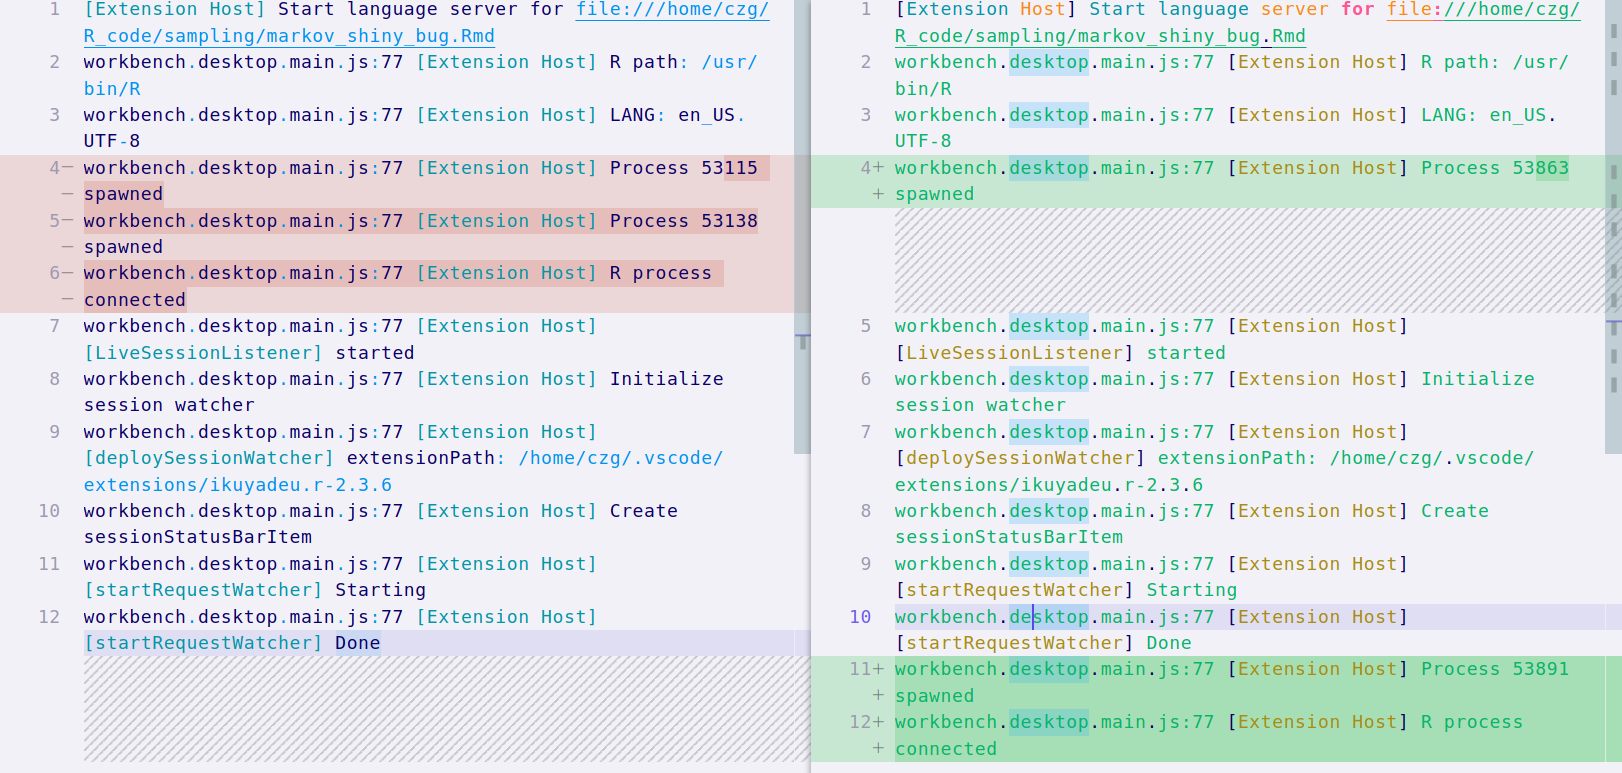 1 [Extension Host] Start language server for file:///home/czg/
R_code/sampling/markov_shiny_bug.Rmd
2 workbench.desktop.main.js:77 [Extension Host] R path: /usr/
bin/R
3 workbench.desktop.main.js:77 [Extension Host] LANG: en_US.
UTF-8
4− workbench.desktop.main.js:77 [Extension Host] Process 53115
− spawned
5− workbench.desktop.main.js:77 [Extension Host] Process 53138
− spawned
6− workbench.desktop.main.js:77 [Extension Host] R process
− connected
7 workbench.desktop.main.js:77 [Extension Host]
[LiveSessionListener] started
8 workbench.desktop.main.js:77 [Extension Host] Initialize
session watcher
9 workbench.desktop.main.js:77 [Extension Host]
[deploySessionWatcher] extensionPath: /home/czg/.vscode/
extensions/ikuyadeu.r-2.3.6
10 workbench.desktop.main.js:77 [Extension Host] Create
sessionStatusBarItem
11 workbench.desktop.main.js:77 [Extension Host]
[startRequestWatcher] Starting
12 workbench.desktop.main.js:77 [Extension Host]
[startRequestWatcher] Done
1 [Extension Host] Start language server for file:///home/czg/
R_code/sampling/markov_shiny_bug.Rmd
2 workbench.desktop.main.js:77 [Extension Host] R path: /usr/
bin/R
3 workbench.desktop.main.js:77 [Extension Host] LANG: en_US.
UTF-8
4+ workbench.desktop.main.js:77 [Extension Host] Process 53863
+ spawned
5 workbench.desktop.main.js:77 [Extension Host]
[LiveSessionListener] started
6 workbench.desktop.main.js:77 [Extension Host] Initialize
session watcher
7 workbench.desktop.main.js:77 [Extension Host]
[deploySessionWatcher] extensionPath: /home/czg/.vscode/
extensions/ikuyadeu.r-2.3.6
8 workbench.desktop.main.js:77 [Extension Host] Create
sessionStatusBarItem
9 workbench.desktop.main.js:77 [Extension Host]
[startRequestWatcher] Starting
10 workbench.desktop.main.js:77 [Extension Host]
[startRequestWatcher] Done
11+ workbench.desktop.main.js:77 [Extension Host] Process 53891
+ spawned
12+ workbench.desktop.main.js:77 [Extension Host] R process
+ connected